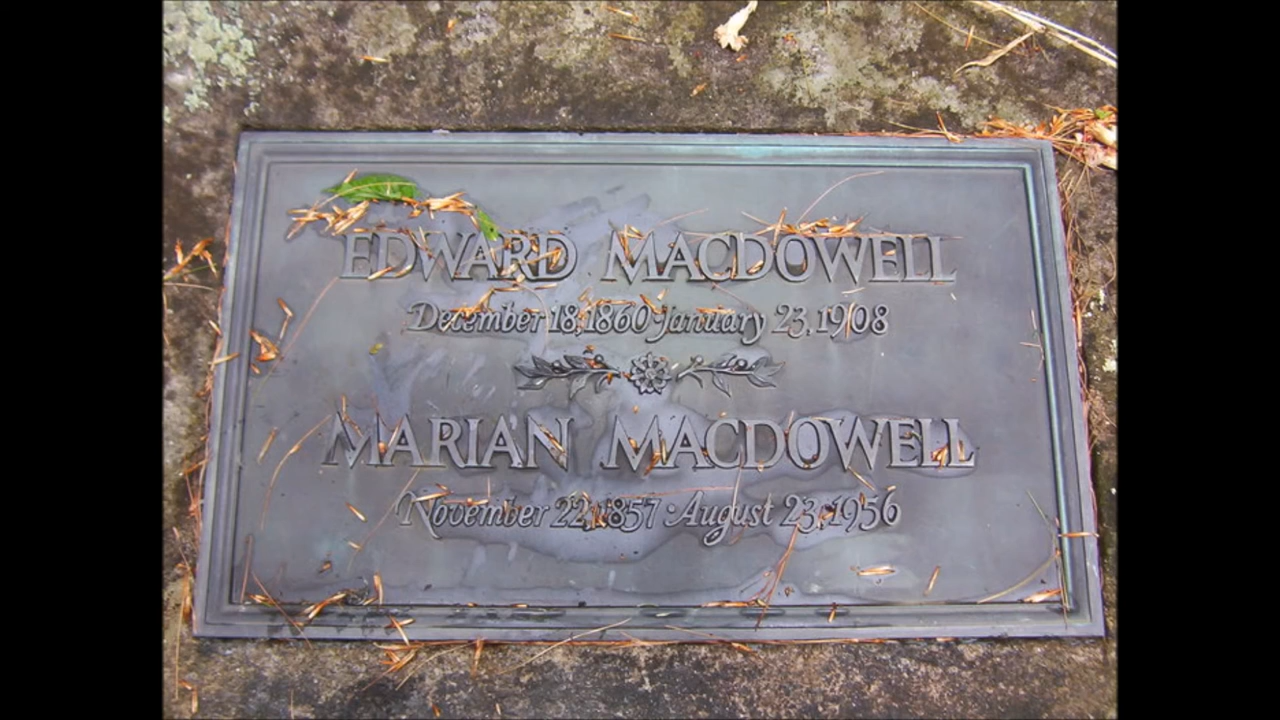 EDWARD MACDOWELL
December 18, 1860 · January 23, 1908
MARIAN MACDOWELL
November 22, 1857 · August 23, 1956